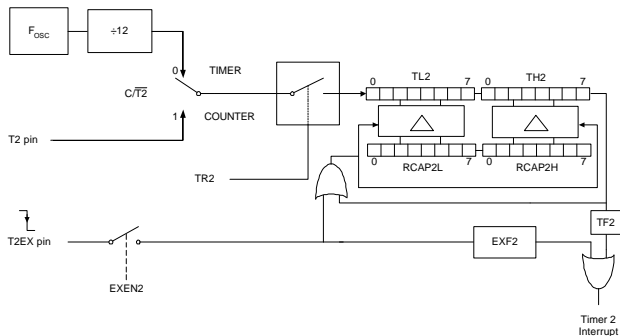 FOSC
÷12
0
TIMER
C/T2
1
COUNTER
T2 pin
TR2
0
TL2
7
0
TH2
7
0
RCAP2L
7
0
RCAP2H
7
TF2
T2EX pin
EXF2
EXEN2
Timer 2
Interrupt